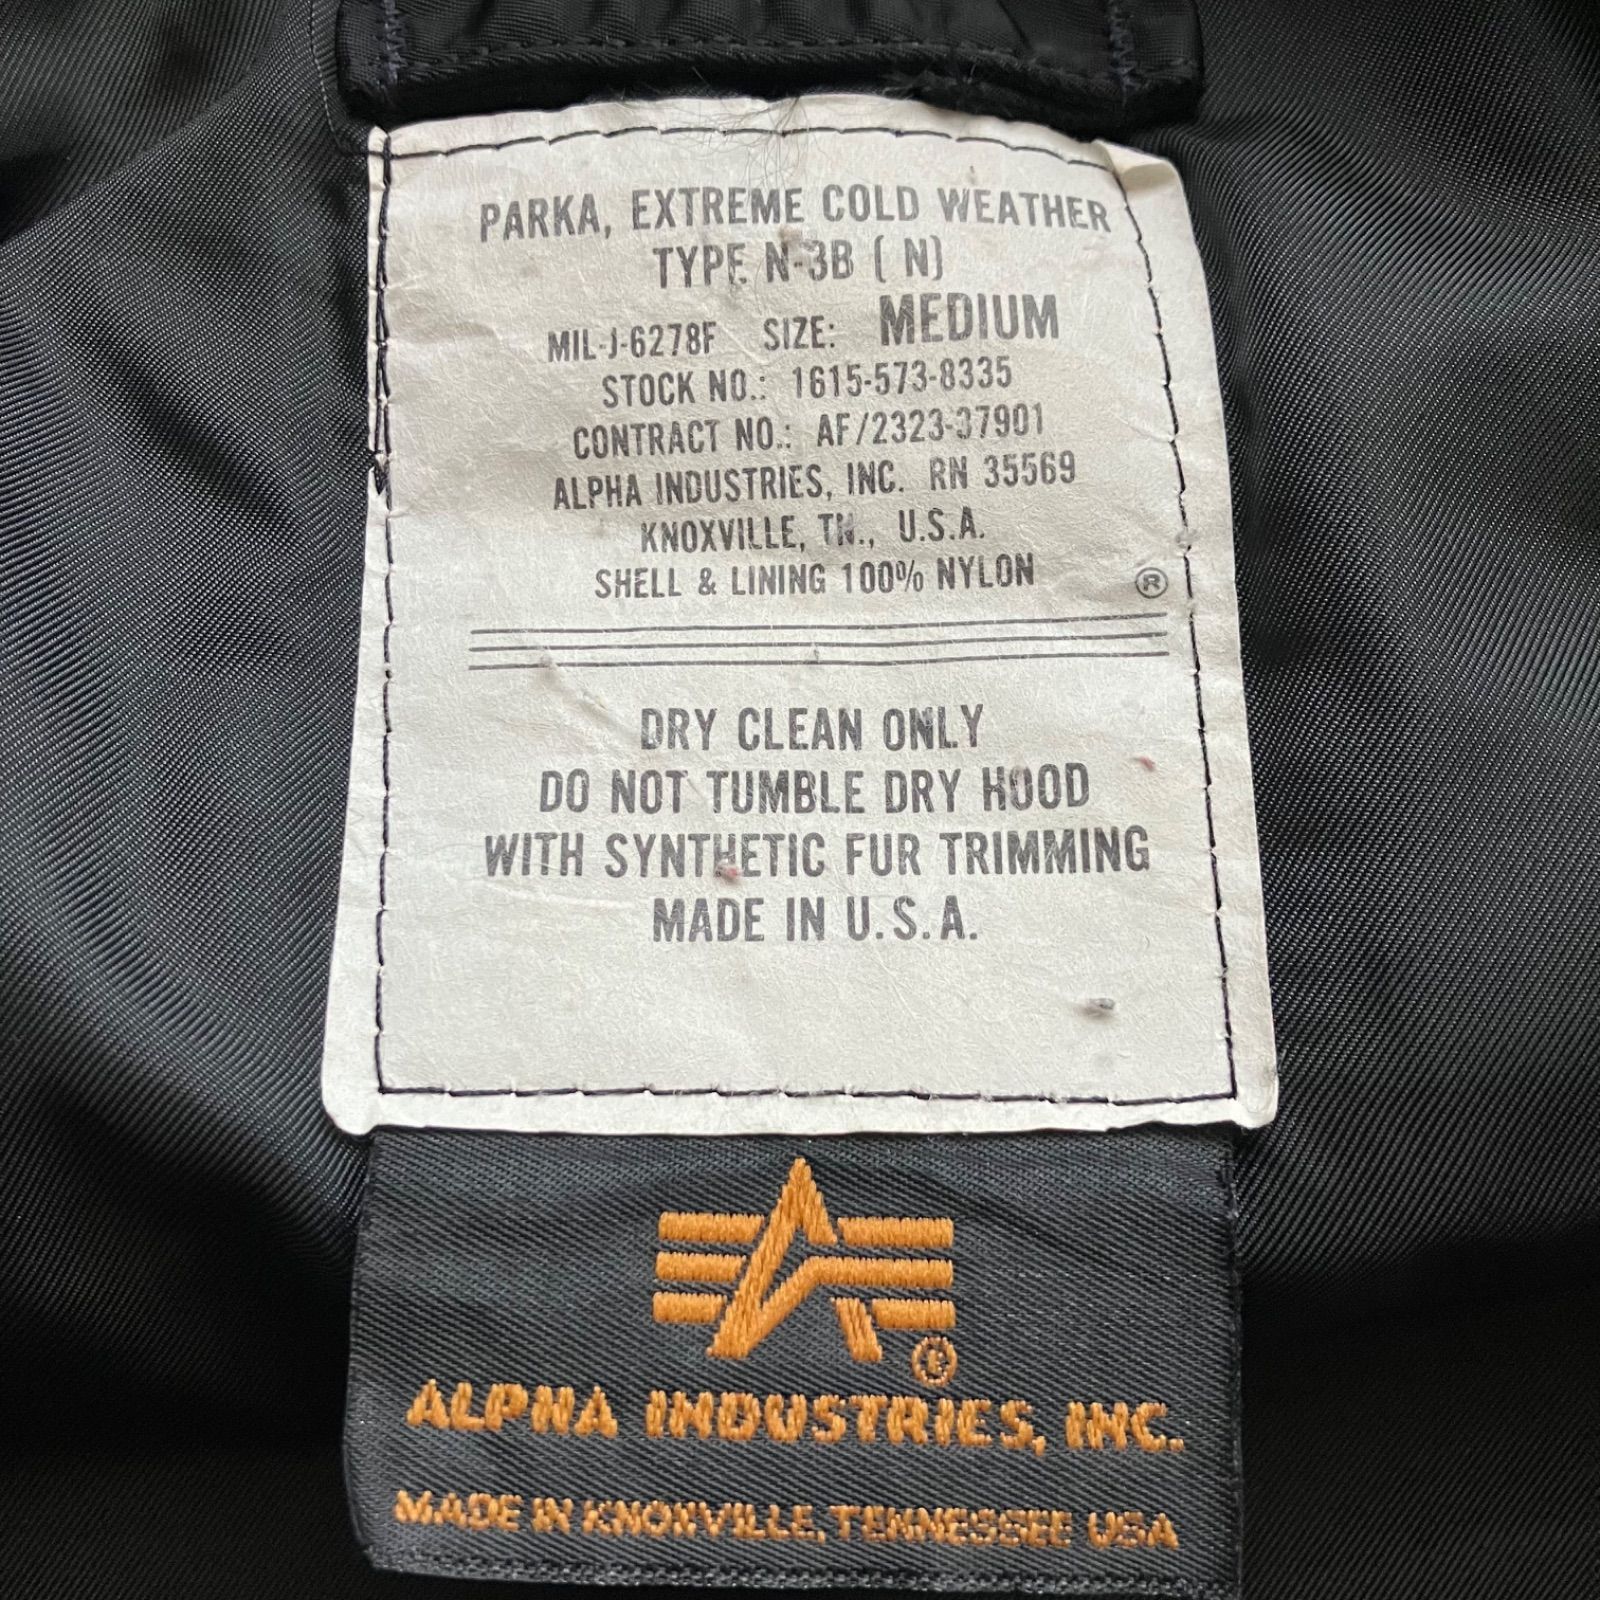 PARKA, EXTREME COLD WEATHER
TYPE N-3B ( N)
MIL-J-6278F SIZE: MEDIUM
STOCK NO.: 1615-573-8335
CONTRACT NO.: AF/2323-37901
ALPHA INDUSTRIES, INC. RN 35569
KNOXVILLE, TN., U.S.A.
SHELL & LINING 100% NYLON ®
DRY CLEAN ONLY
DO NOT TUMBLE DRY HOOD
WITH SYNTHETIC FUR TRIMMING
MADE IN U.S.A.
®
ALPHA INDUSTRIES, INC.
MADE IN KNOXVILLE, TENNESSEE USA